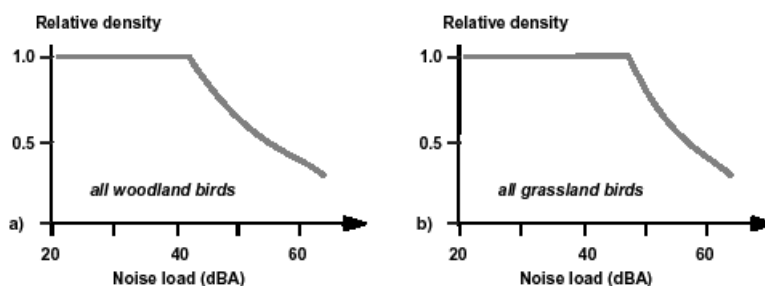 Relative density
1.0
0.5
all woodland birds
a)
20 40 60
Noise load (dBA)
Relative density
1.0
0.5
all grassland birds
b)
20 40 60
Noise load (dBA)